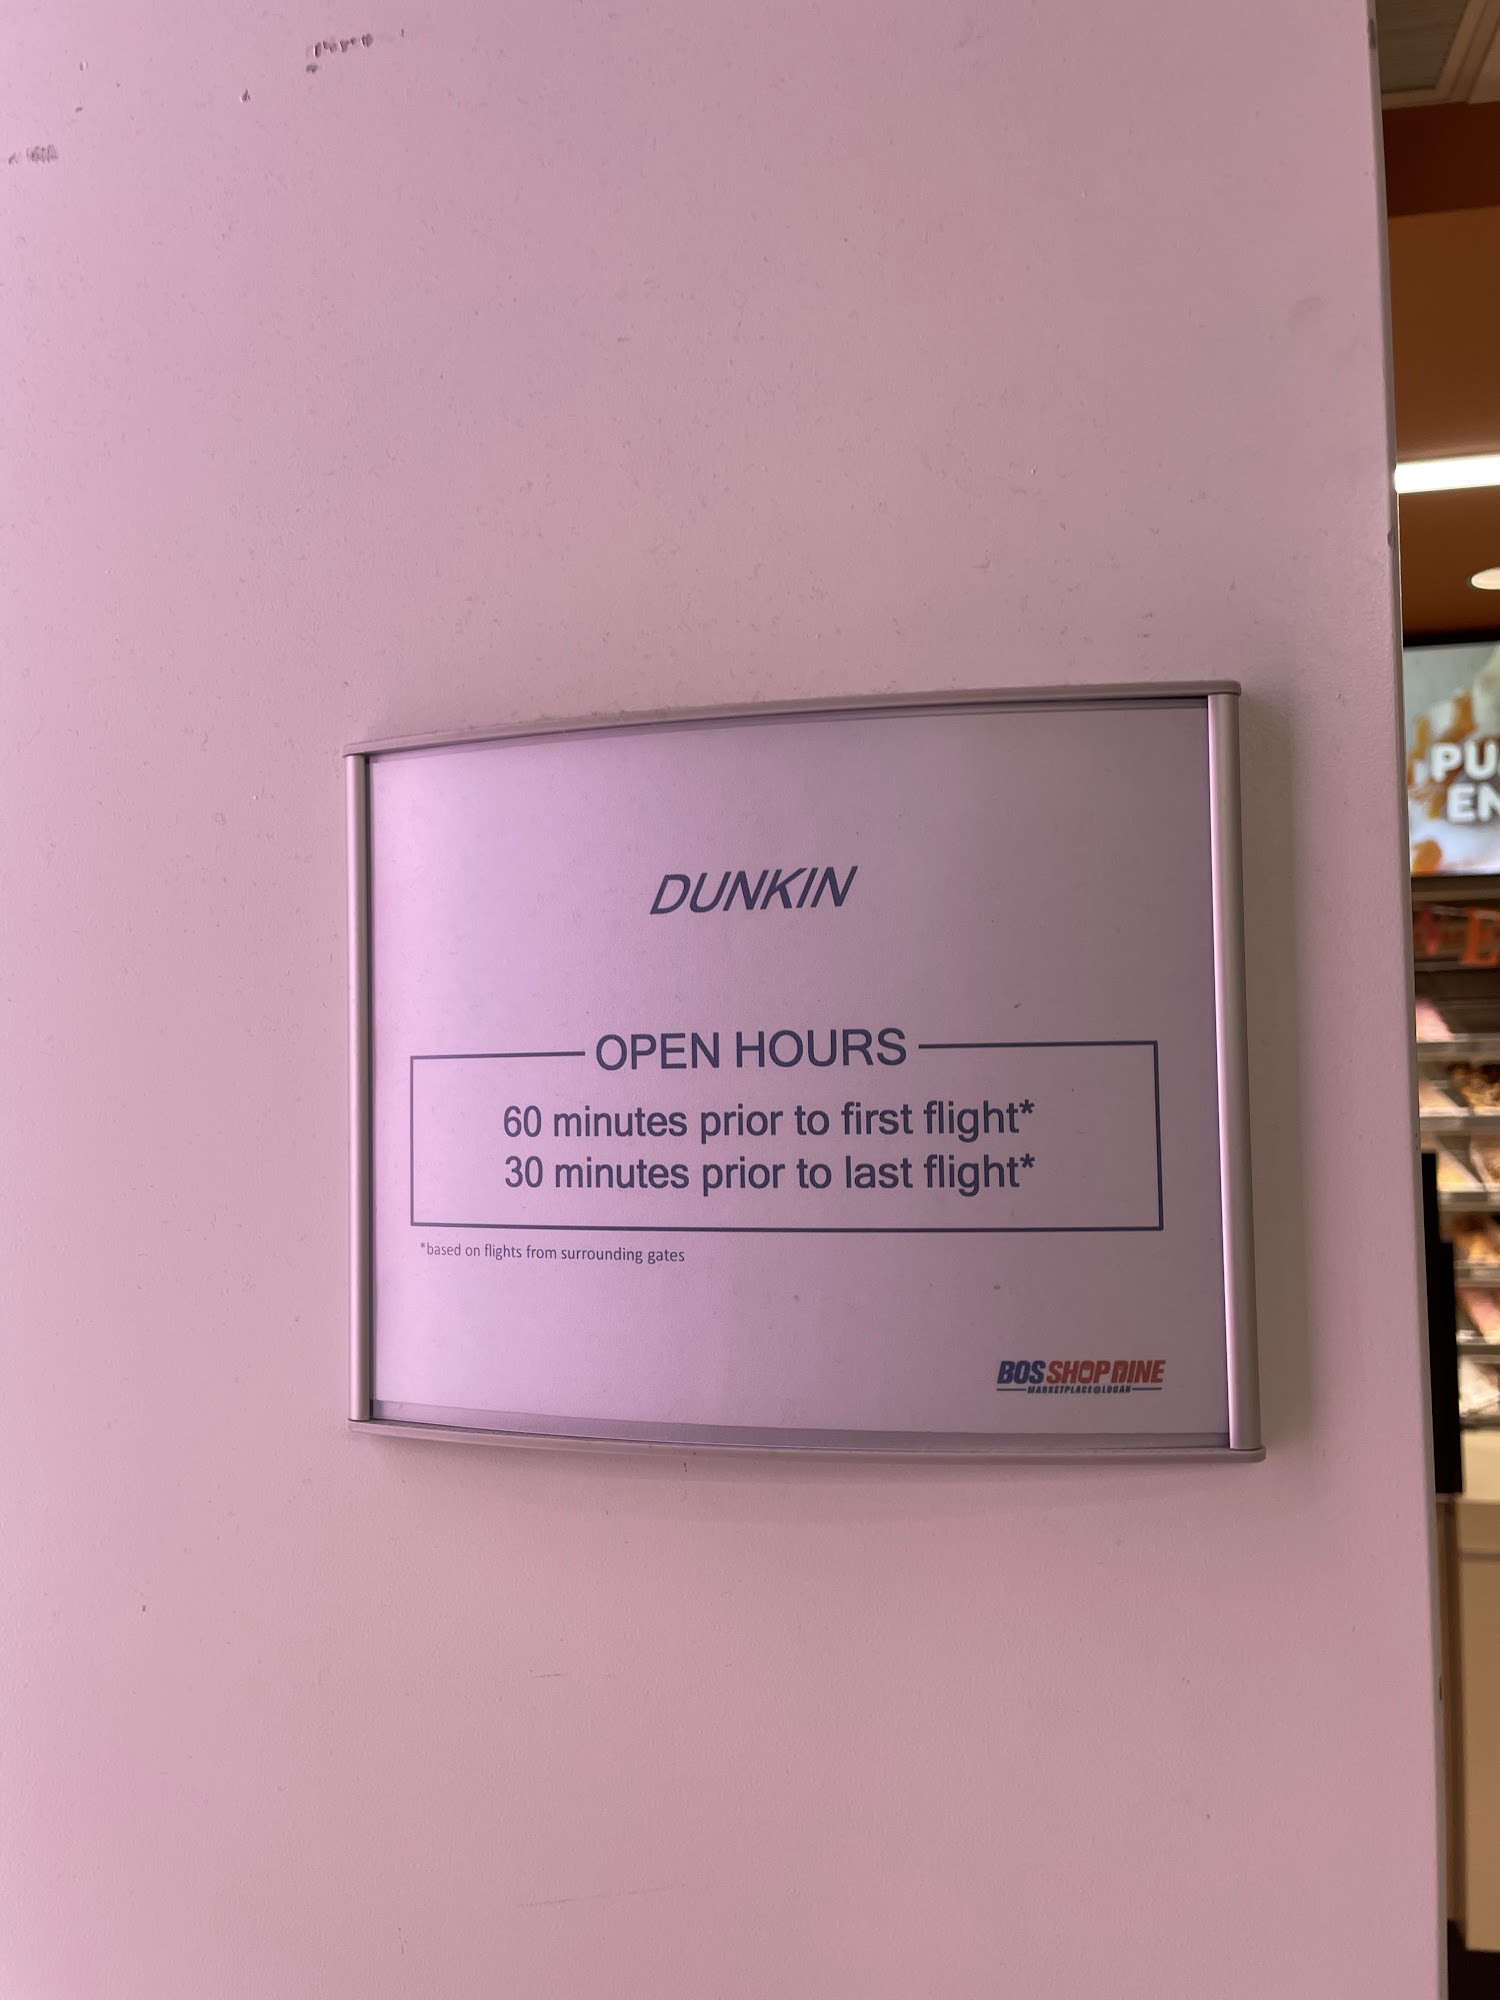 DUNKIN
OPEN HOURS
60 minutes prior to first flight*
30 minutes prior to last flight*
*based on flights from surrounding gates
BOSSHOPDINE
MARKETPLACE@LOGAN